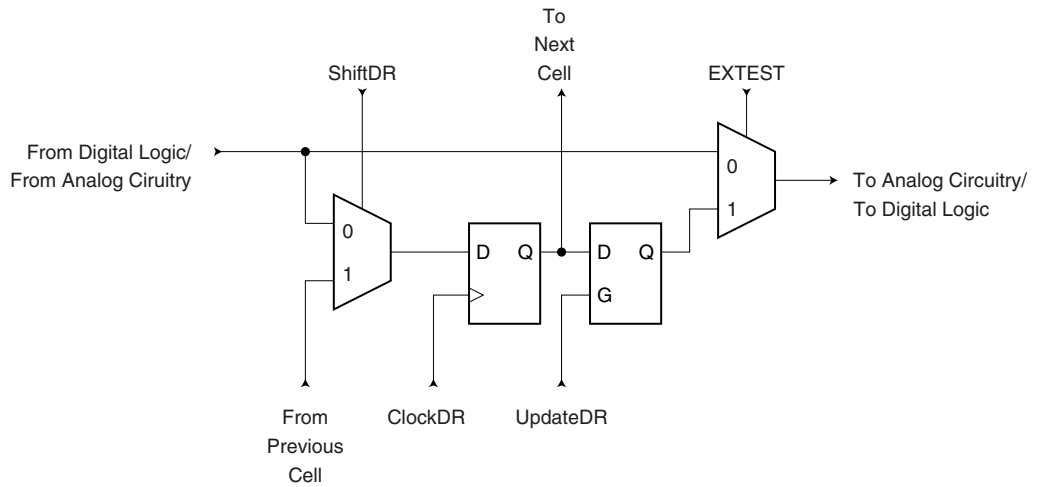 To
Next
Cell
ShiftDR
EXTEST
From Digital Logic/
From Analog Ciruitry
0
To Analog Circuitry/
To Digital Logic
1
0
D Q
D Q
1
G
From
Previous
Cell
ClockDR
UpdateDR